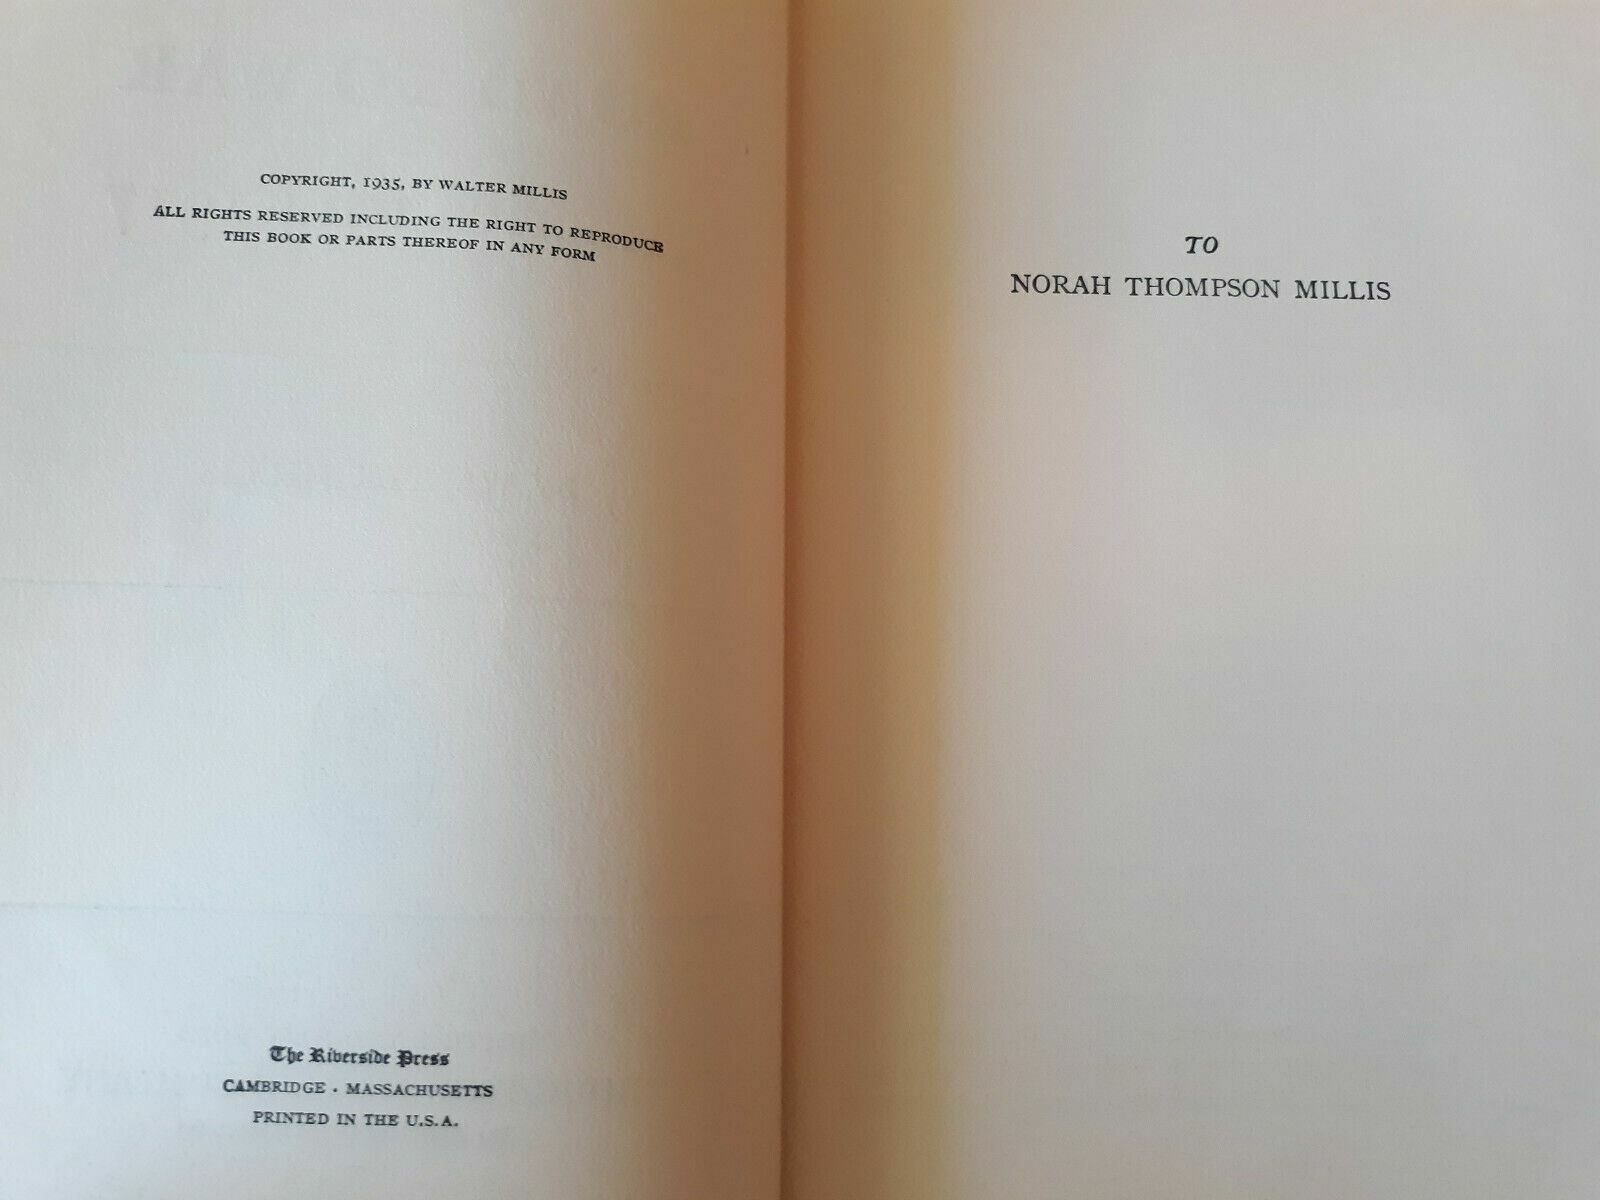 COPYRIGHT, 1935, BY WALTER MILLIS
ALL RIGHTS RESERVED INCLUDING THE RIGHT TO REPRODUCE
THIS BOOK OR PARTS THEREOF IN ANY FORM
The Riverside Press
CAMBRIDGE · MASSACHUSETTS
PRINTED IN THE U.S.A.
TO
NORAH THOMPSON MILLIS